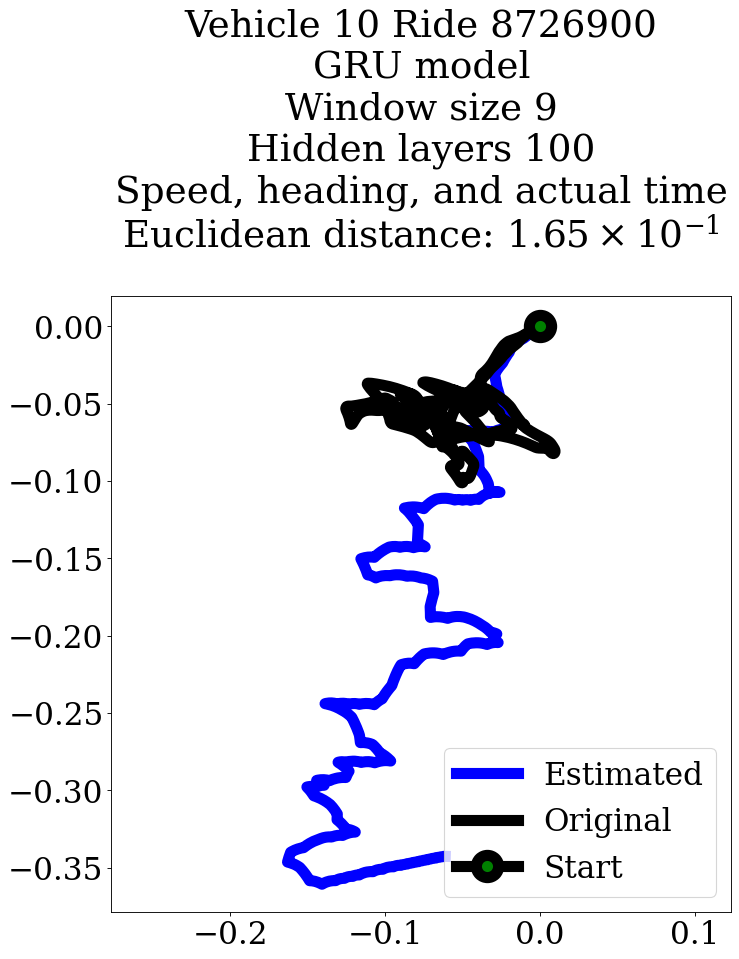 Vehicle 10 Ride 8726900
GRU model
Window size 9
Hidden layers 100
Speed, heading, and actual time
Euclidean distance: 1.65 × 10⁻¹
0.00
−0.05
−0.10
−0.15
−0.20
−0.25
−0.30
−0.35
Estimated
Original
Start
−0.2 −0.1 0.0 0.1